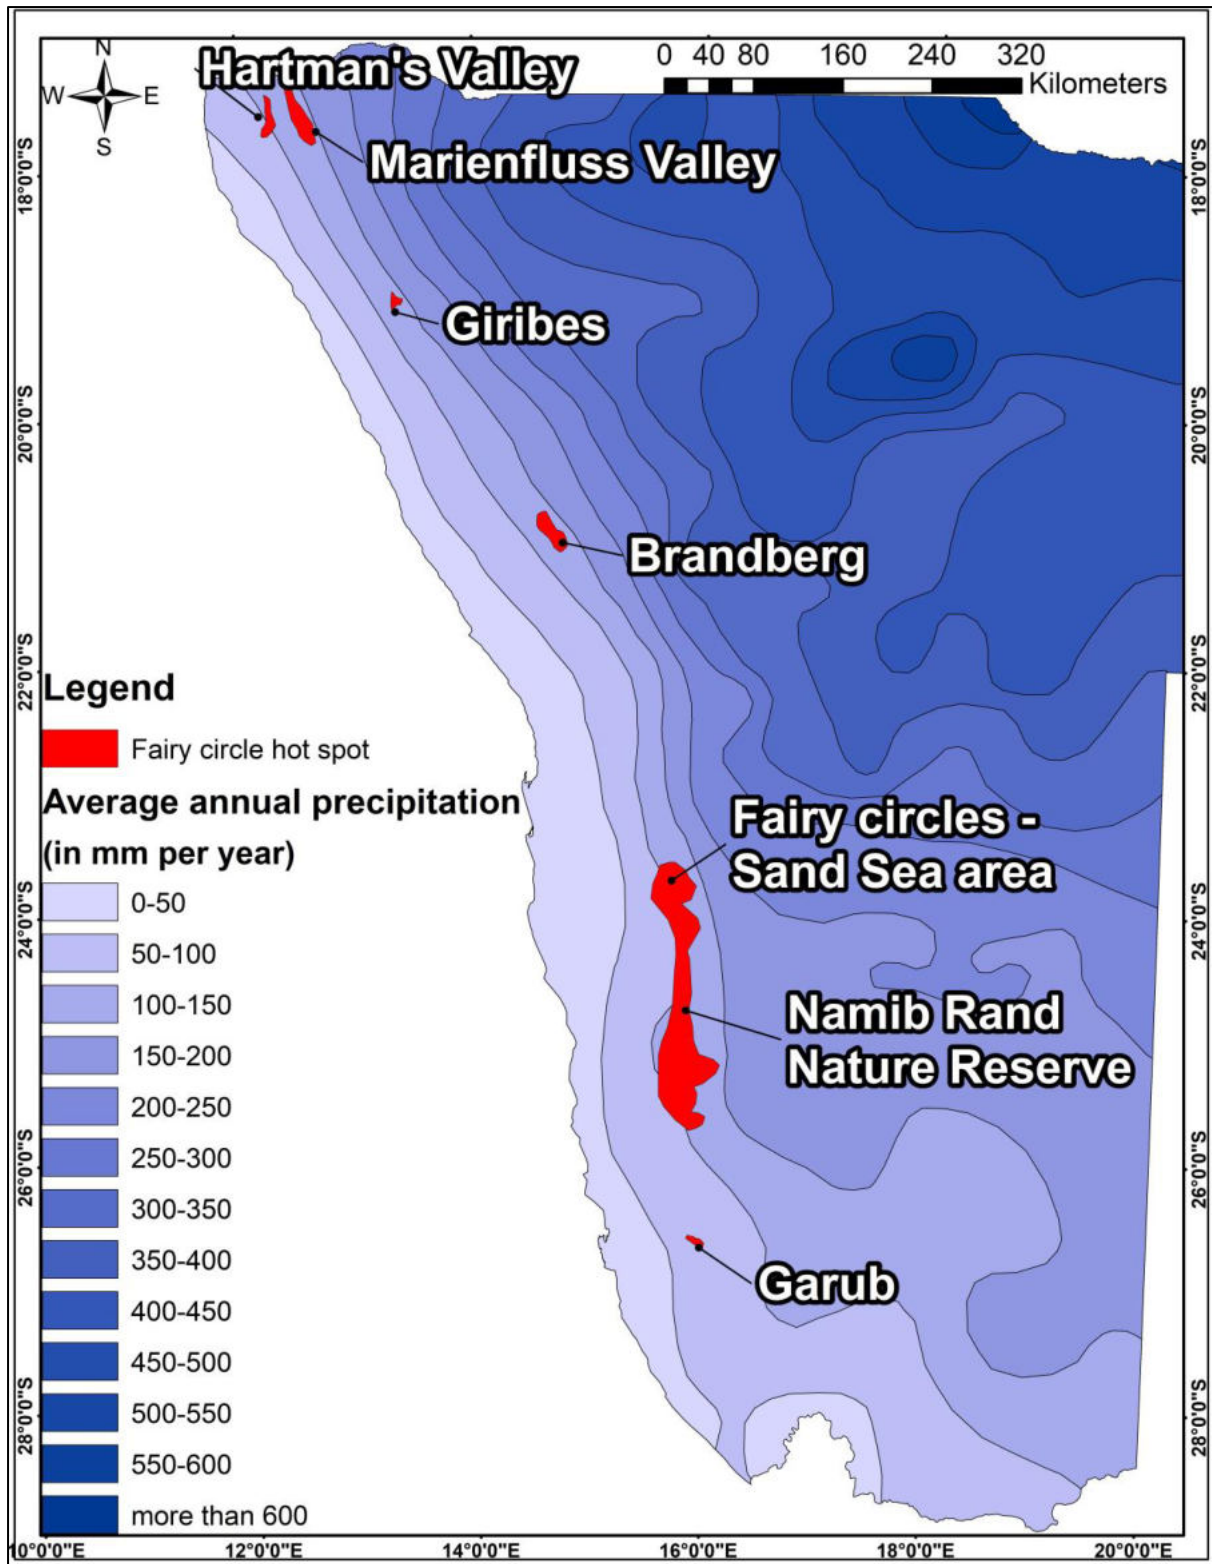 N
W
E
S
0 40 80 160 240 320
Kilometers
Hartman's Valley
Marienfluss Valley
Giribes
Brandberg
Fairy circles -
Sand Sea area
Namib Rand
Nature Reserve
Garub
Legend
Fairy circle hot spot
Average annual precipitation
(in mm per year)
0-50
50-100
100-150
150-200
200-250
250-300
300-350
350-400
400-450
450-500
500-550
550-600
more than 600
18°0'0"S
20°0'0"S
22°0'0"S
24°0'0"S
26°0'0"S
28°0'0"S
18°0'0"S
20°0'0"S
22°0'0"S
24°0'0"S
26°0'0"S
28°0'0"S
10°0'0"E 12°0'0"E 14°0'0"E 16°0'0"E 18°0'0"E 20°0'0"E